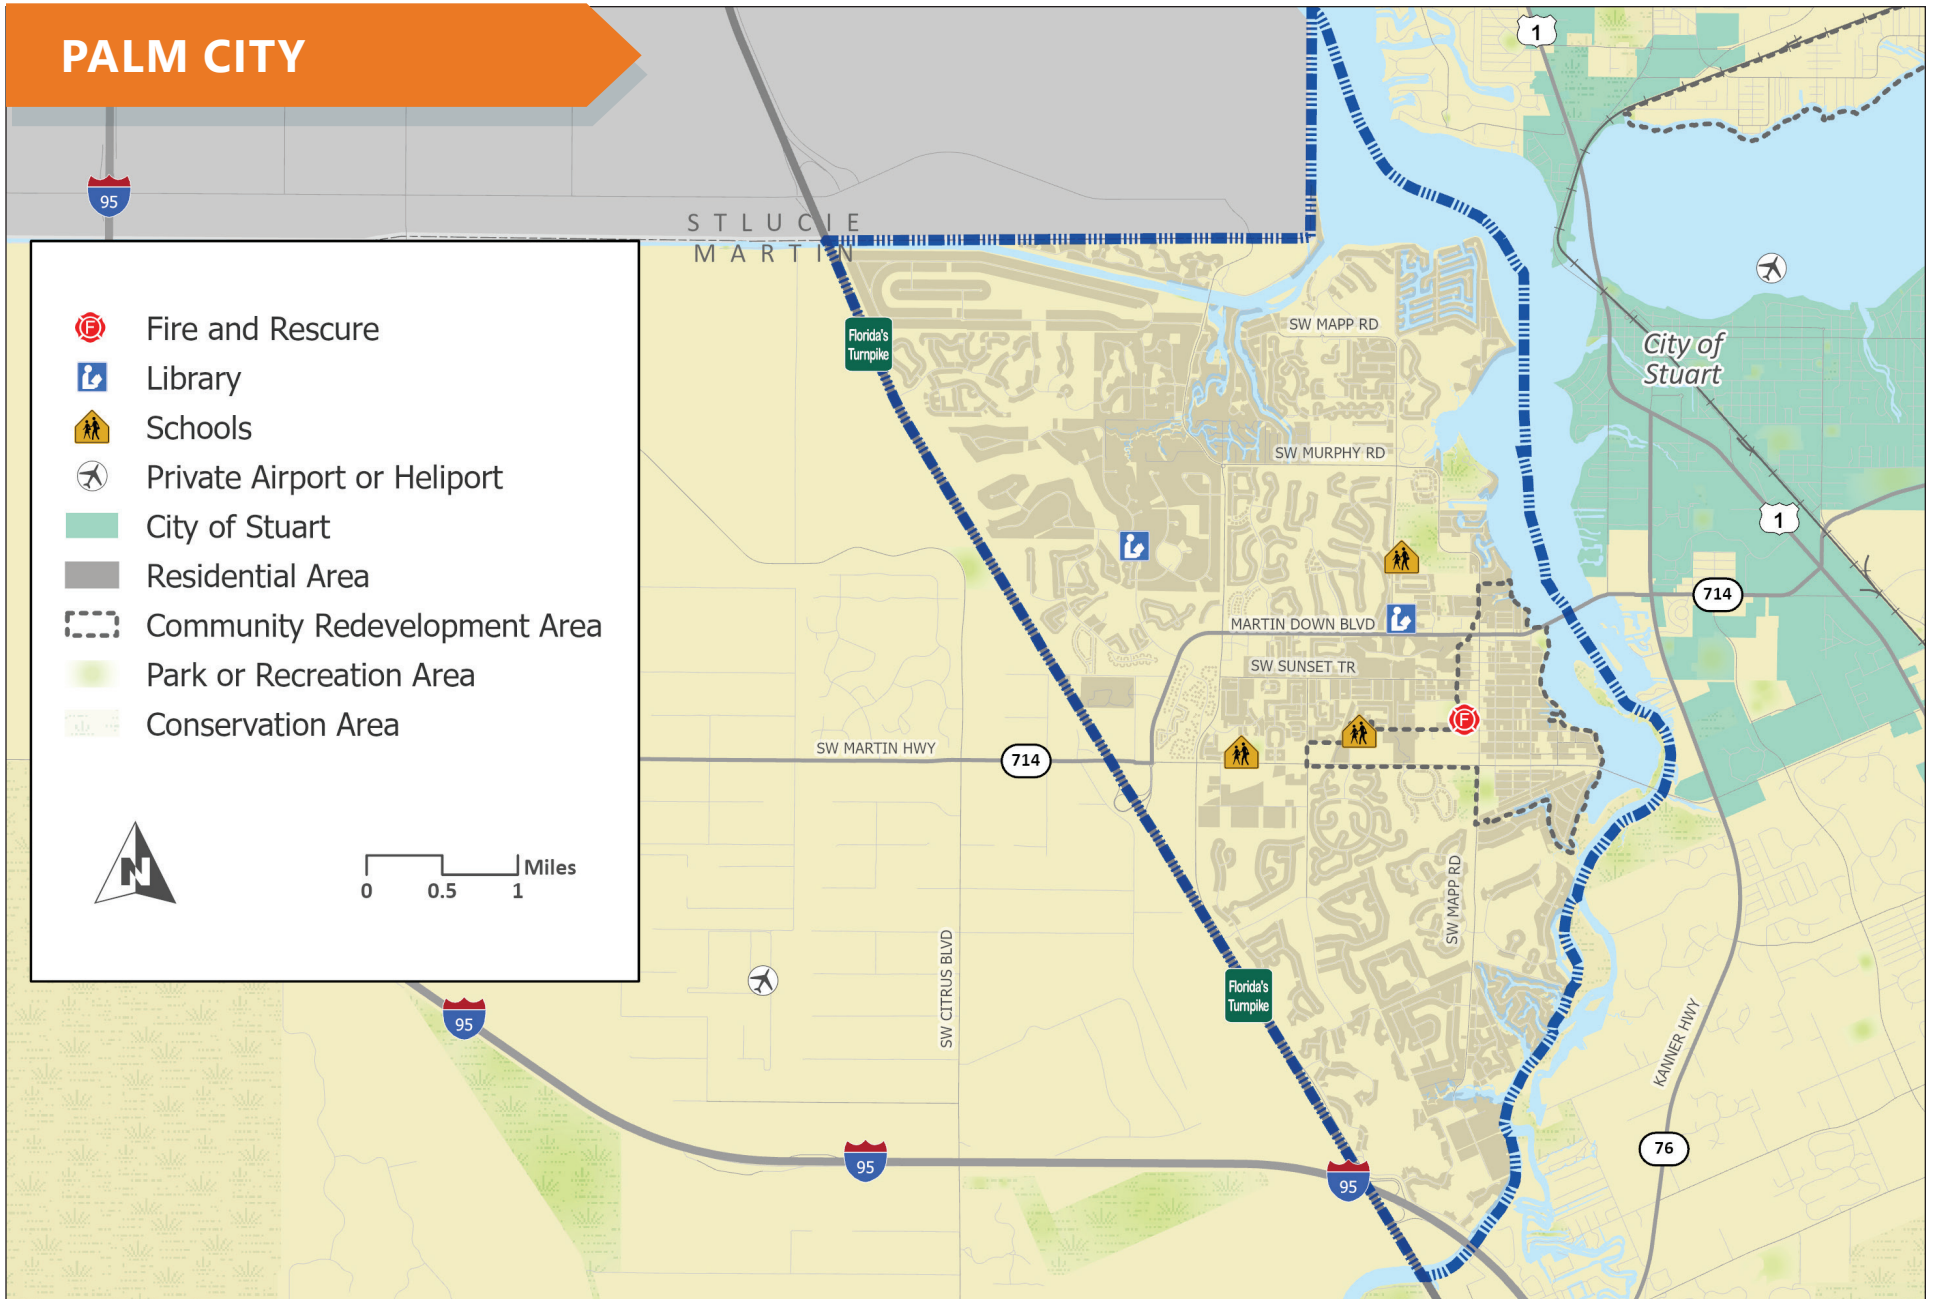 PALM CITY
1
95
ST LUCIE
MARTIN
Fire and Rescure
Library
Schools
Private Airport or Heliport
City of Stuart
Residential Area
Community Redevelopment Area
Park or Recreation Area
Conservation Area
N
0 0.5 1 Miles
Florida's
Turnpike
SW MAPP RD
City of
Stuart
SW MURPHY RD
1
714
MARTIN DOWN BLVD
SW SUNSET TR
F
SW MARTIN HWY
714
SW MAPP RD
SW CITRUS BLVD
Florida's
Turnpike
95
KANNER HWY
76
95
95